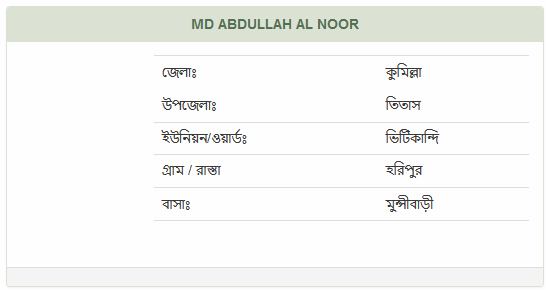 MD ABDULLAH AL NOOR
জেলাঃ কুমিল্লা
উপজেলাঃ তিতাস
ইউনিয়ন/ওয়ার্ডঃ ভিটিকান্দি
গ্রাম / রাস্তা হরিপুর
বাসাঃ মুন্সীবাড়ী